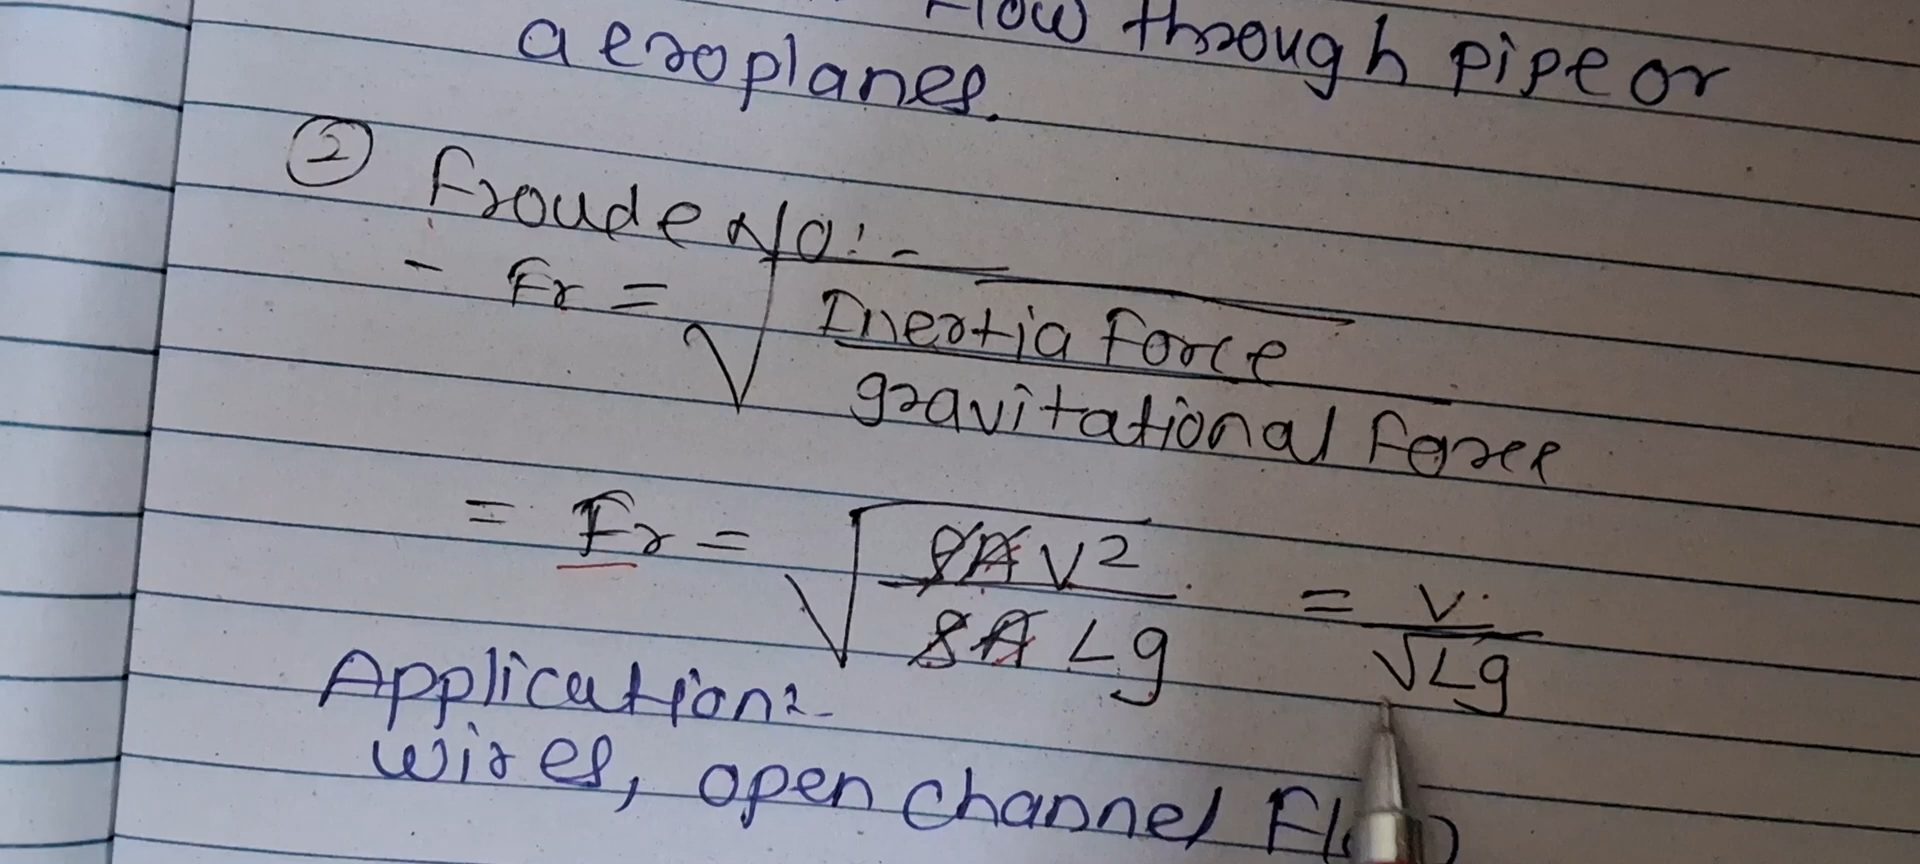 Flow through pipe or
aeroplanes.
② Froude No:-
- Fr = √(Inertia force / gravitational force)
= Fr = √(ρAV² / ρALg) = V / √Lg
Application:-
wires, open channel Flow